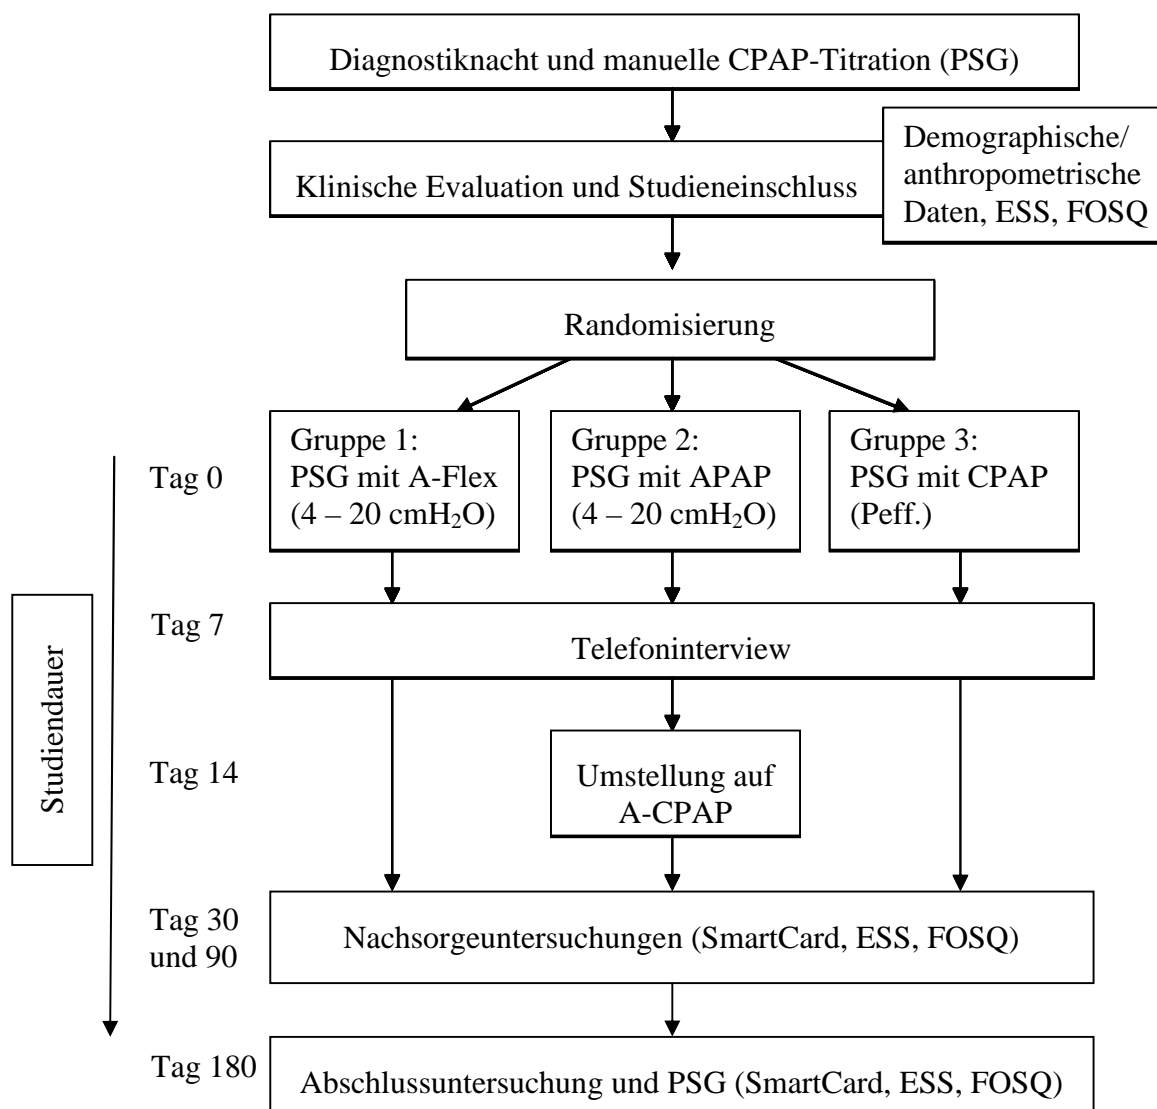 Diagnostiknacht und manuelle CPAP-Titration (PSG)
Demographische/
anthropometrische
Daten, ESS, FOSQ
Klinische Evaluation und Studieneinschluss
Randomisierung
Tag 0
Gruppe 1:
PSG mit A-Flex
(4 – 20 cmH₂O)
Gruppe 2:
PSG mit APAP
(4 – 20 cmH₂O)
Gruppe 3:
PSG mit CPAP
(Peff.)
Studiendauer
Tag 7
Telefoninterview
Tag 14
Umstellung auf
A-CPAP
Tag 30
und 90
Nachsorgeuntersuchungen (SmartCard, ESS, FOSQ)
Tag 180
Abschlussuntersuchung und PSG (SmartCard, ESS, FOSQ)